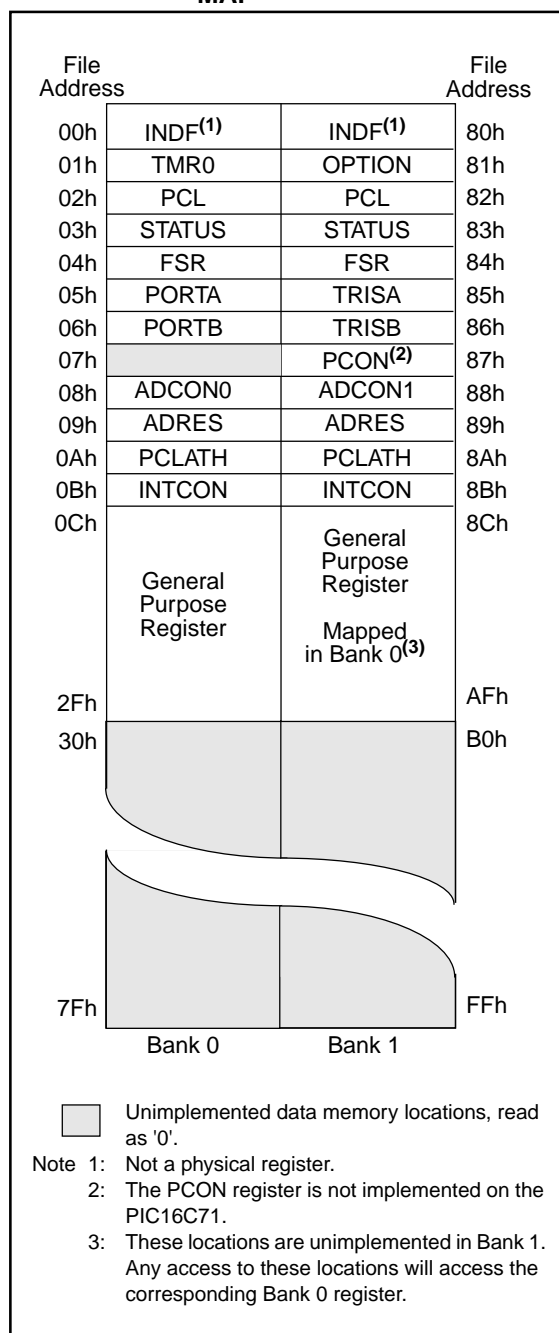 File Address File Address
00h INDF(1) INDF(1) 80h
01h TMR0 OPTION 81h
02h PCL PCL 82h
03h STATUS STATUS 83h
04h FSR FSR 84h
05h PORTA TRISA 85h
06h PORTB TRISB 86h
07h PCON(2) 87h
08h ADCON0 ADCON1 88h
09h ADRES ADRES 89h
0Ah PCLATH PCLATH 8Ah
0Bh INTCON INTCON 8Bh
0Ch 8Ch
General
Purpose
Register
General
Purpose
Register
Mapped
in Bank 0(3)
2Fh AFh
30h B0h
7Fh FFh
Bank 0 Bank 1
Unimplemented data memory locations, read
as '0'.
Note 1: Not a physical register.
2: The PCON register is not implemented on the
PIC16C71.
3: These locations are unimplemented in Bank 1.
Any access to these locations will access the
corresponding Bank 0 register.